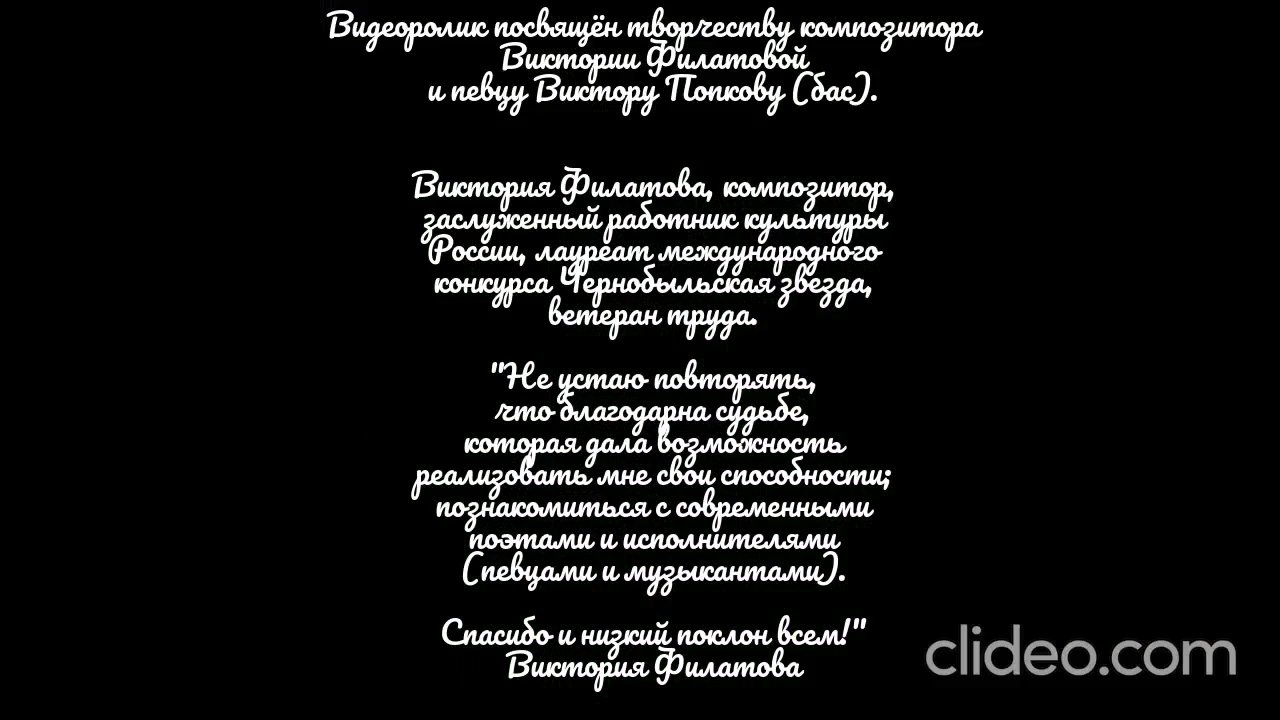 Видеоролик посвящён творчеству композитора
Виктории Филатовой
и певцу Виктору Попкову (бас).
Виктория Филатова, композитор,
заслуженный работник культуры
России, лауреат международного
конкурса Чернобыльская звезда,
ветеран труда.
"Не устаю повторять,
что благодарна судьбе,
которая дала возможность
реализовать мне свои способности;
познакомиться с современными
поэтами и исполнителями
(певцами и музыкантами).
Спасибо и низкий поклон всем!"
Виктория Филатова
clideo.com